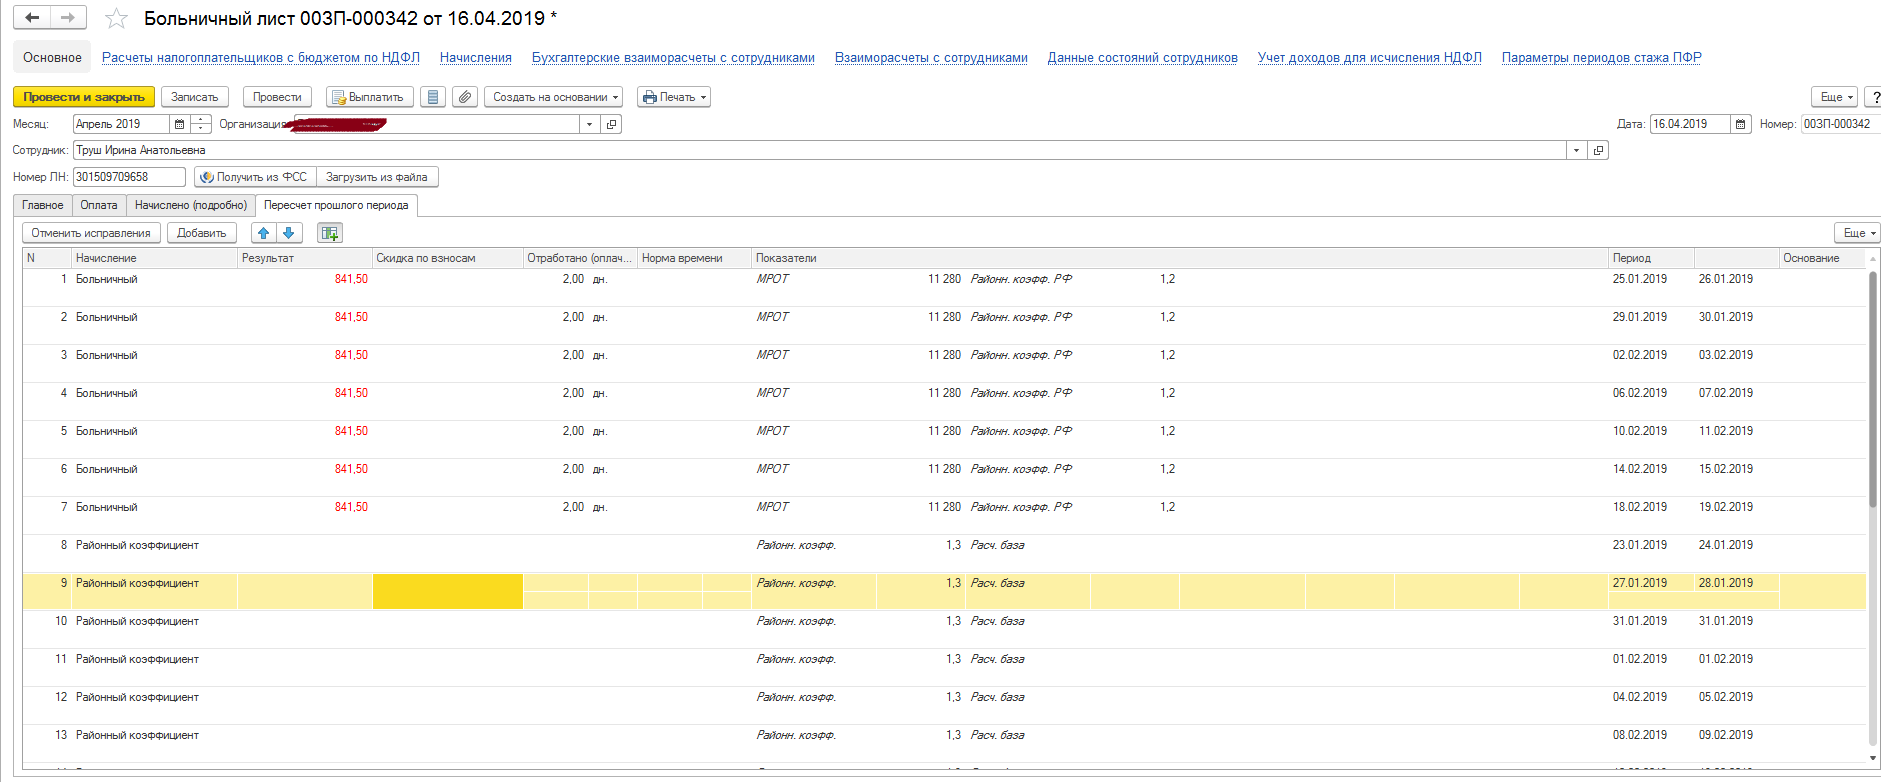 Больничный лист 00ЗП-000342 от 16.04.2019 *
Основное Расчеты налогоплательщиков с бюджетом по НДФЛ Начисления Бухгалтерские взаиморасчеты с сотрудниками Взаиморасчеты с сотрудниками Данные состояний сотрудников Учет доходов для исчисления НДФЛ Параметры периодов стажа ПФР
Провести и закрыть Записать Провести Выплатить Создать на основании Печать Еще ?
Месяц: Апрель 2019 Организация Дата: 16.04.2019 Номер: 00ЗП-000342
Сотрудник: Труш Ирина Анатольевна
Номер ЛН: 301509709658 Получить из ФСС Загрузить из файла
Главное Оплата Начислено (подробно) Пересчет прошлого периода
Отменить исправления Добавить Еще
N Начисление Результат Скидка по взносам Отработано (оплач... Норма времени Показатели Период Основание
1 Больничный 841,50 2,00 дн. МРОТ 11 280 Районн. коэфф. РФ 1,2 25.01.2019 26.01.2019
2 Больничный 841,50 2,00 дн. МРОТ 11 280 Районн. коэфф. РФ 1,2 29.01.2019 30.01.2019
3 Больничный 841,50 2,00 дн. МРОТ 11 280 Районн. коэфф. РФ 1,2 02.02.2019 03.02.2019
4 Больничный 841,50 2,00 дн. МРОТ 11 280 Районн. коэфф. РФ 1,2 06.02.2019 07.02.2019
5 Больничный 841,50 2,00 дн. МРОТ 11 280 Районн. коэфф. РФ 1,2 10.02.2019 11.02.2019
6 Больничный 841,50 2,00 дн. МРОТ 11 280 Районн. коэфф. РФ 1,2 14.02.2019 15.02.2019
7 Больничный 841,50 2,00 дн. МРОТ 11 280 Районн. коэфф. РФ 1,2 18.02.2019 19.02.2019
8 Районный коэффициент Районн. коэфф. 1,3 Расч. база 23.01.2019 24.01.2019
9 Районный коэффициент Районн. коэфф. 1,3 Расч. база 27.01.2019 28.01.2019
10 Районный коэффициент Районн. коэфф. 1,3 Расч. база 31.01.2019 31.01.2019
11 Районный коэффициент Районн. коэфф. 1,3 Расч. база 01.02.2019 01.02.2019
12 Районный коэффициент Районн. коэфф. 1,3 Расч. база 04.02.2019 05.02.2019
13 Районный коэффициент Районн. коэфф. 1,3 Расч. база 08.02.2019 09.02.2019